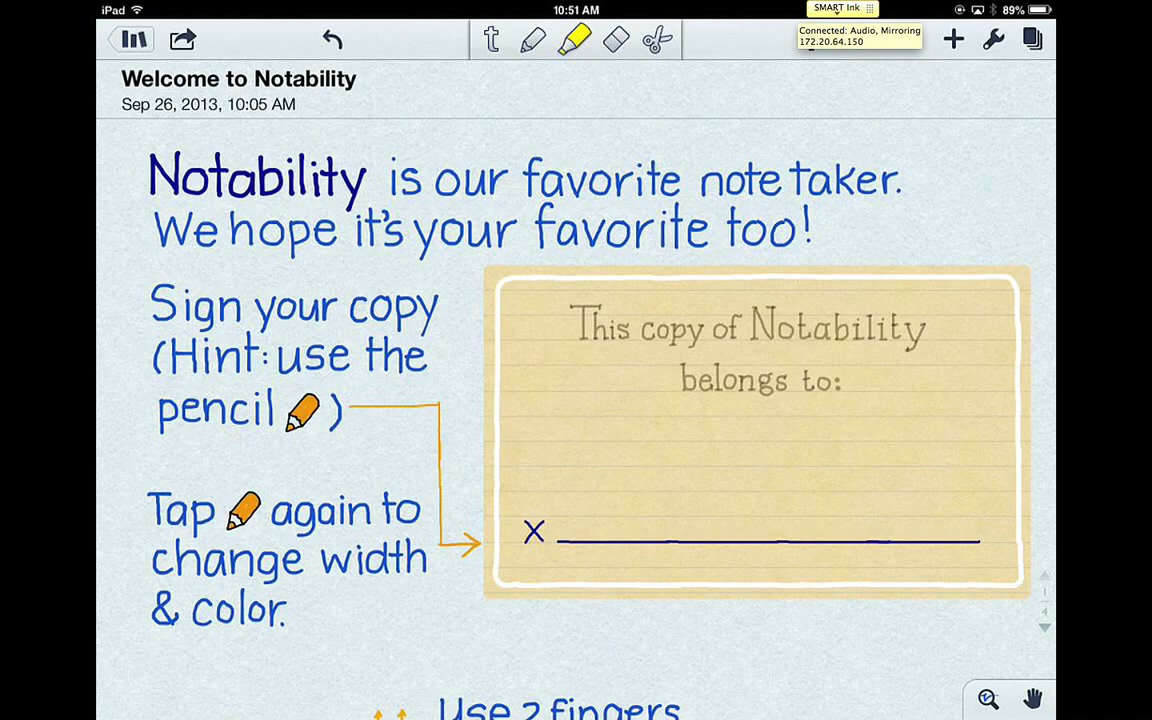 iPad
10:51 AM
SMART Ink
89%
Connected: Audio, Mirroring
172.20.64.150
t
Welcome to Notability
Sep 26, 2013, 10:05 AM
Notability is our favorite note taker.
We hope it's your favorite too!
Sign your copy
(Hint: use the
pencil )
Tap again to
change width
& color.
This copy of Notability
belongs to:
X
1
4
Use 2 fingers